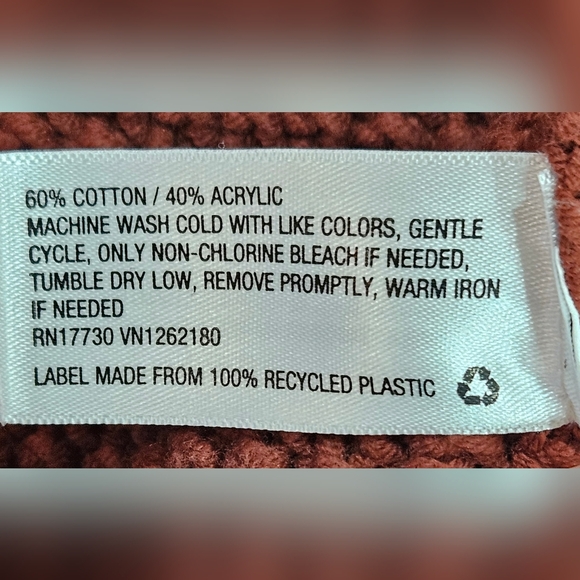 60% COTTON / 40% ACRYLIC
MACHINE WASH COLD WITH LIKE COLORS, GENTLE
CYCLE, ONLY NON-CHLORINE BLEACH IF NEEDED,
TUMBLE DRY LOW, REMOVE PROMPTLY, WARM IRON
IF NEEDED
RN17730 VN1262180
LABEL MADE FROM 100% RECYCLED PLASTIC